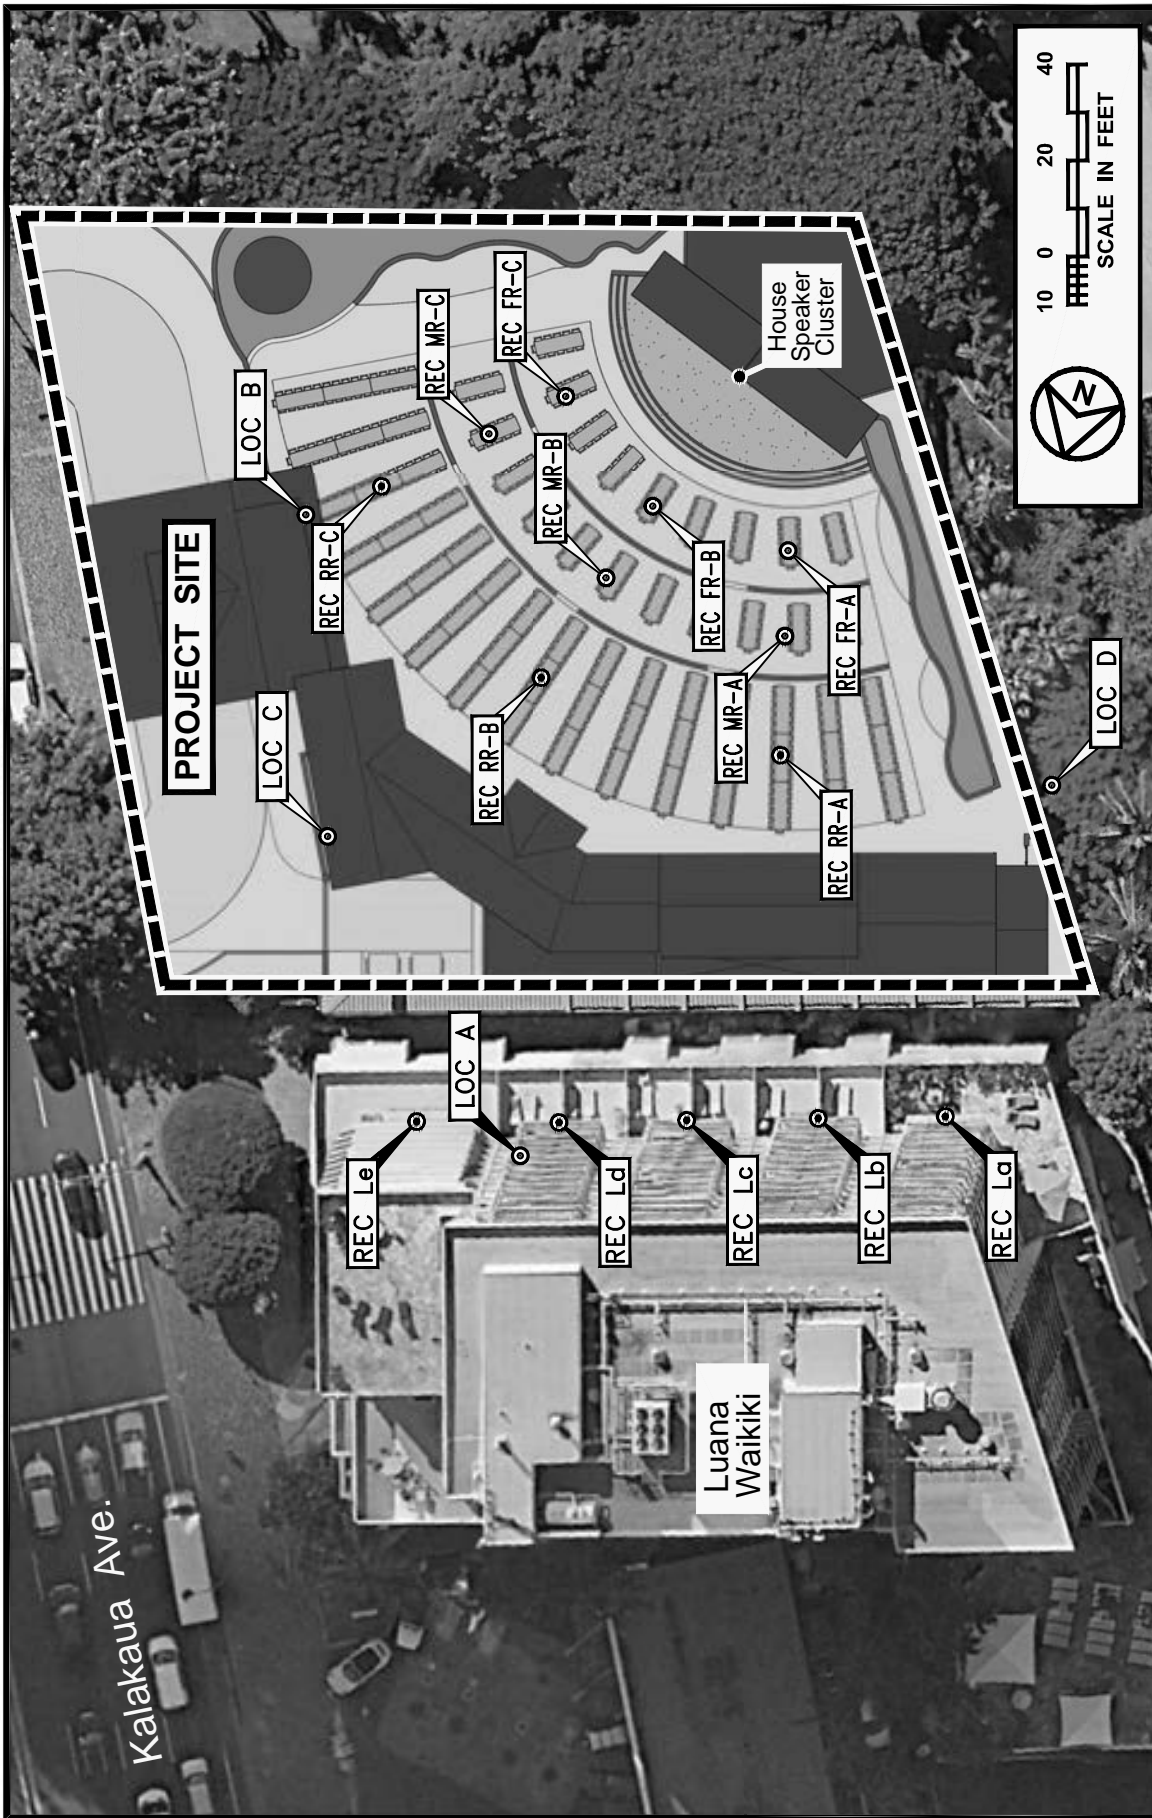 Kalakaua Ave.
PROJECT SITE
LOC B
LOC C
REC RR-C
REC MR-C
REC FR-C
REC MR-B
REC RR-B
REC FR-B
REC MR-A
REC FR-A
REC RR-A
House
Speaker
Cluster
LOC D
LOC A
REC Le
REC Ld
REC Lc
REC Lb
REC La
Luana
Waikiki
10 0 20 40
SCALE IN FEET
N